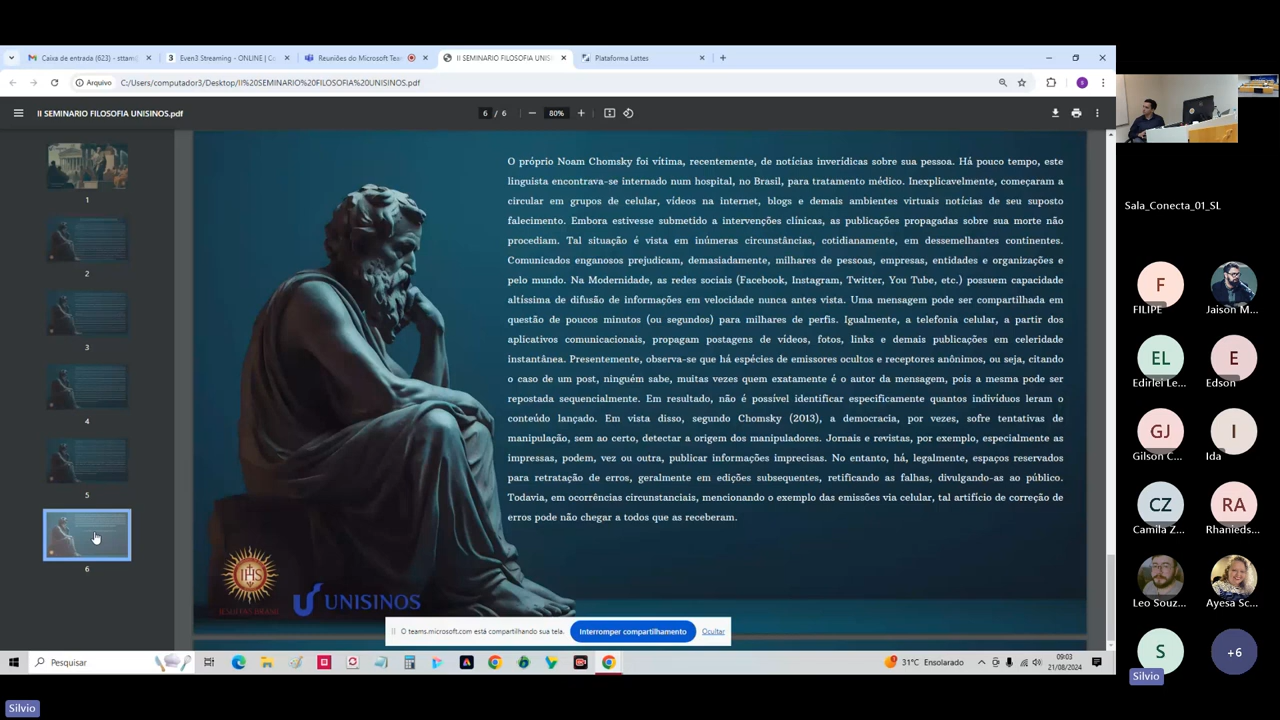 Caixa de entrada (623) - sttam(
Even3 Streaming - ONLINE | Co
Reuniões do Microsoft Tea
II SEMINARIO FILOSOFIA UNIS
Plataforma Lattes
Arquivo
C:/Users/computador3/Desktop/II%20SEMINARIO%20FILOSOFIA%20UNISINOS.pdf
II SEMINARIO FILOSOFIA UNISINOS.pdf
6 / 6
80%
1
2
3
4
5
6
O próprio Noam Chomsky foi vítima, recentemente, de notícias inverídicas sobre sua pessoa. Há pouco tempo, este
linguista encontrava-se internado num hospital, no Brasil, para tratamento médico. Inexplicavelmente, começaram a
circular em grupos de celular, vídeos na internet, blogs e demais ambientes virtuais notícias de seu suposto
falecimento. Embora estivesse submetido a intervenções clínicas, as publicações propagadas sobre sua morte não
procediam. Tal situação é vista em inúmeras circunstâncias, cotidianamente, em dessemelhantes continentes.
Comunicados enganosos prejudicam, demasiadamente, milhares de pessoas, empresas, entidades e organizações e
pelo mundo. Na Modernidade, as redes sociais (Facebook, Instagram, Twitter, You Tube, etc.) possuem capacidade
altíssima de difusão de informações em velocidade nunca antes vista. Uma mensagem pode ser compartilhada em
questão de poucos minutos (ou segundos) para milhares de perfis. Igualmente, a telefonia celular, a partir dos
aplicativos comunicacionais, propagam postagens de vídeos, fotos, links e demais publicações em celeridade
instantânea. Presentemente, observa-se que há espécies de emissores ocultos e receptores anônimos, ou seja, citando
o caso de um post, ninguém sabe, muitas vezes quem exatamente é o autor da mensagem, pois a mesma pode ser
repostada sequencialmente. Em resultado, não é possível identificar especificamente quantos indivíduos leram o
conteúdo lançado. Em vista disso, segundo Chomsky (2013), a democracia, por vezes, sofre tentativas de
manipulação, sem ao certo, detectar a origem dos manipuladores. Jornais e revistas, por exemplo, especialmente as
impressas, podem, vez ou outra, publicar informações imprecisas. No entanto, há, legalmente, espaços reservados
para retratação de erros, geralmente em edições subsequentes, retificando as falhas, divulgando-as ao público.
Todavia, em ocorrências circunstanciais, mencionando o exemplo das emissões via celular, tal artifício de correção de
erros pode não chegar a todos que as receberam.
IHS
JESUÍTAS BRASIL
UNISINOS
O teams.microsoft.com está compartilhando sua tela.
Interromper compartilhamento
Ocultar
Pesquisar
31°C Ensolarado
09:03
21/08/2024
Sala_Conecta_01_SL
F
FILIPE
Jaison M...
EL
Edirlei Le...
E
Edson
GJ
Gilson C...
I
Ida
CZ
Camila Z...
RA
Rhanieds...
Leo Souz...
Ayesa Sc...
S
Silvio
+6
Silvio